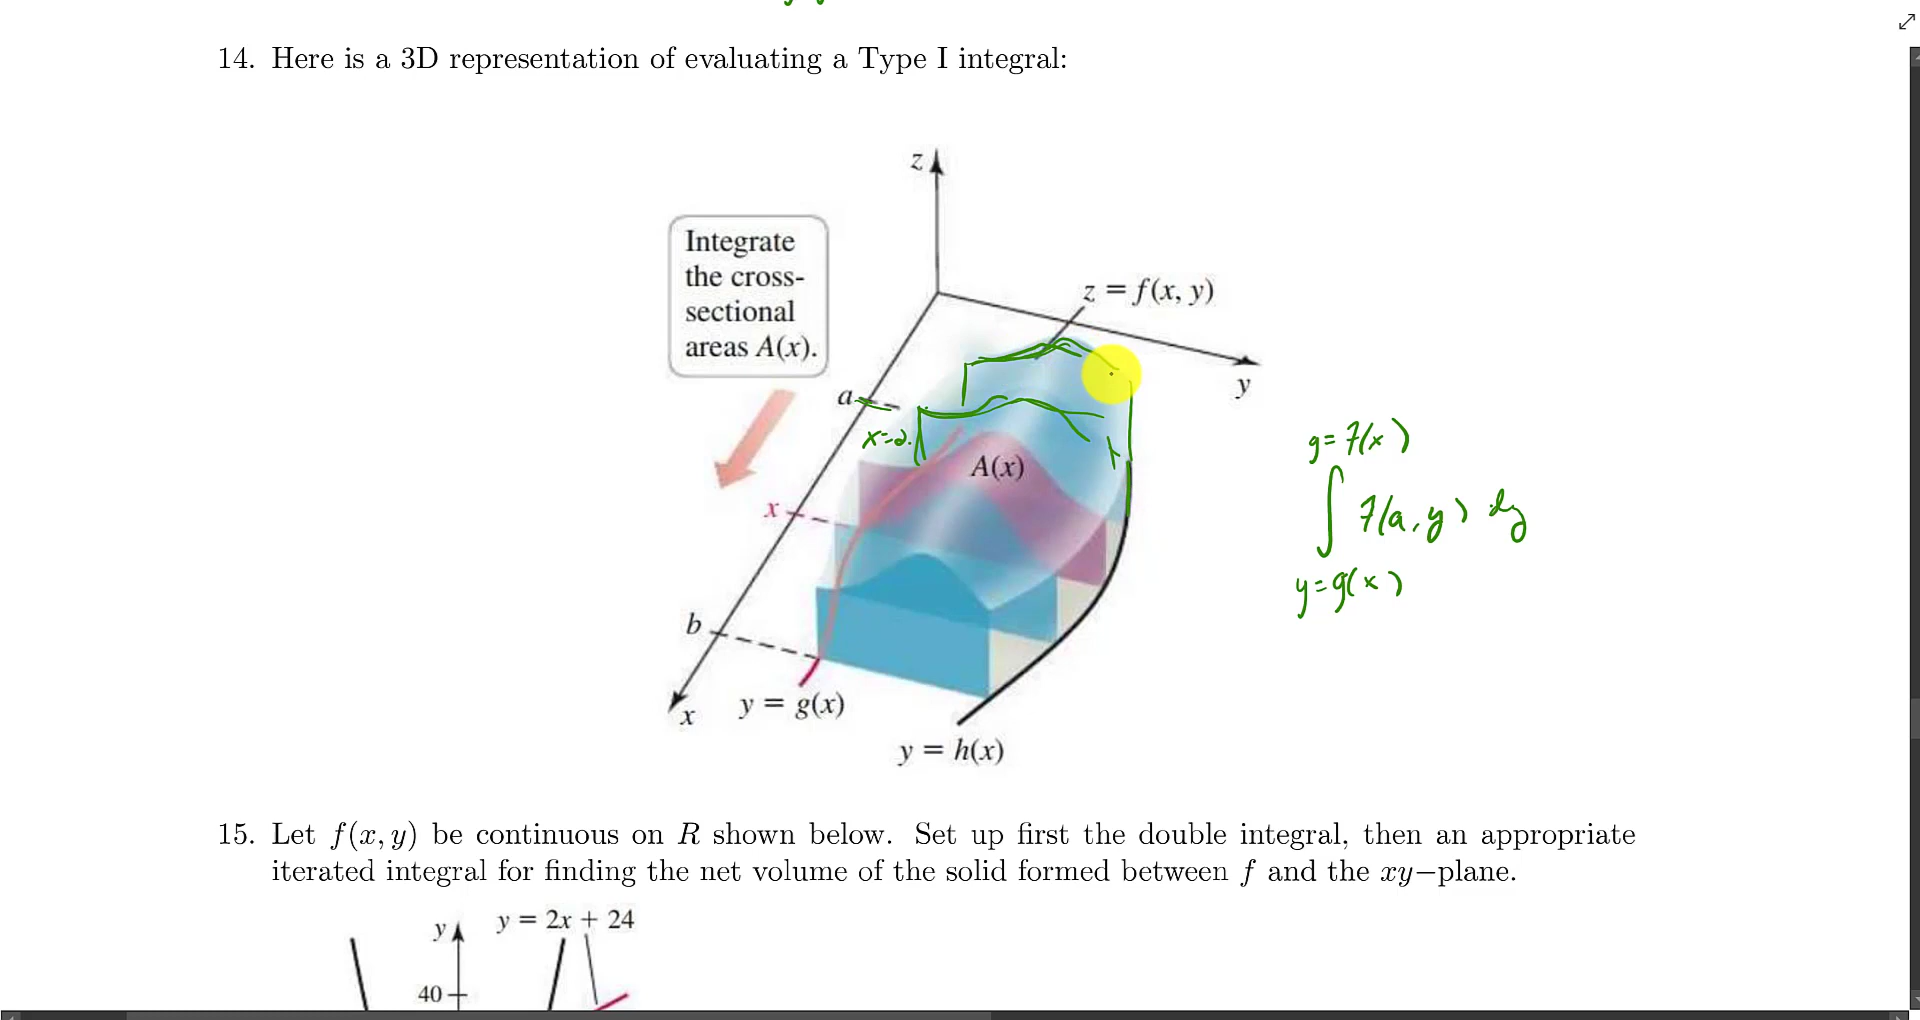 14. Here is a 3D representation of evaluating a Type I integral:
z
Integrate
the cross-
sectional
areas A(x).
z = f(x, y)
y
a
x=2.
A(x)
x
b
x
y = g(x)
y = h(x)
y = f(x)
∫ f(a, y) dy
y = g(x)
15. Let f(x, y) be continuous on R shown below. Set up first the double integral, then an appropriate
iterated integral for finding the net volume of the solid formed between f and the xy−plane.
y
y = 2x + 24
40